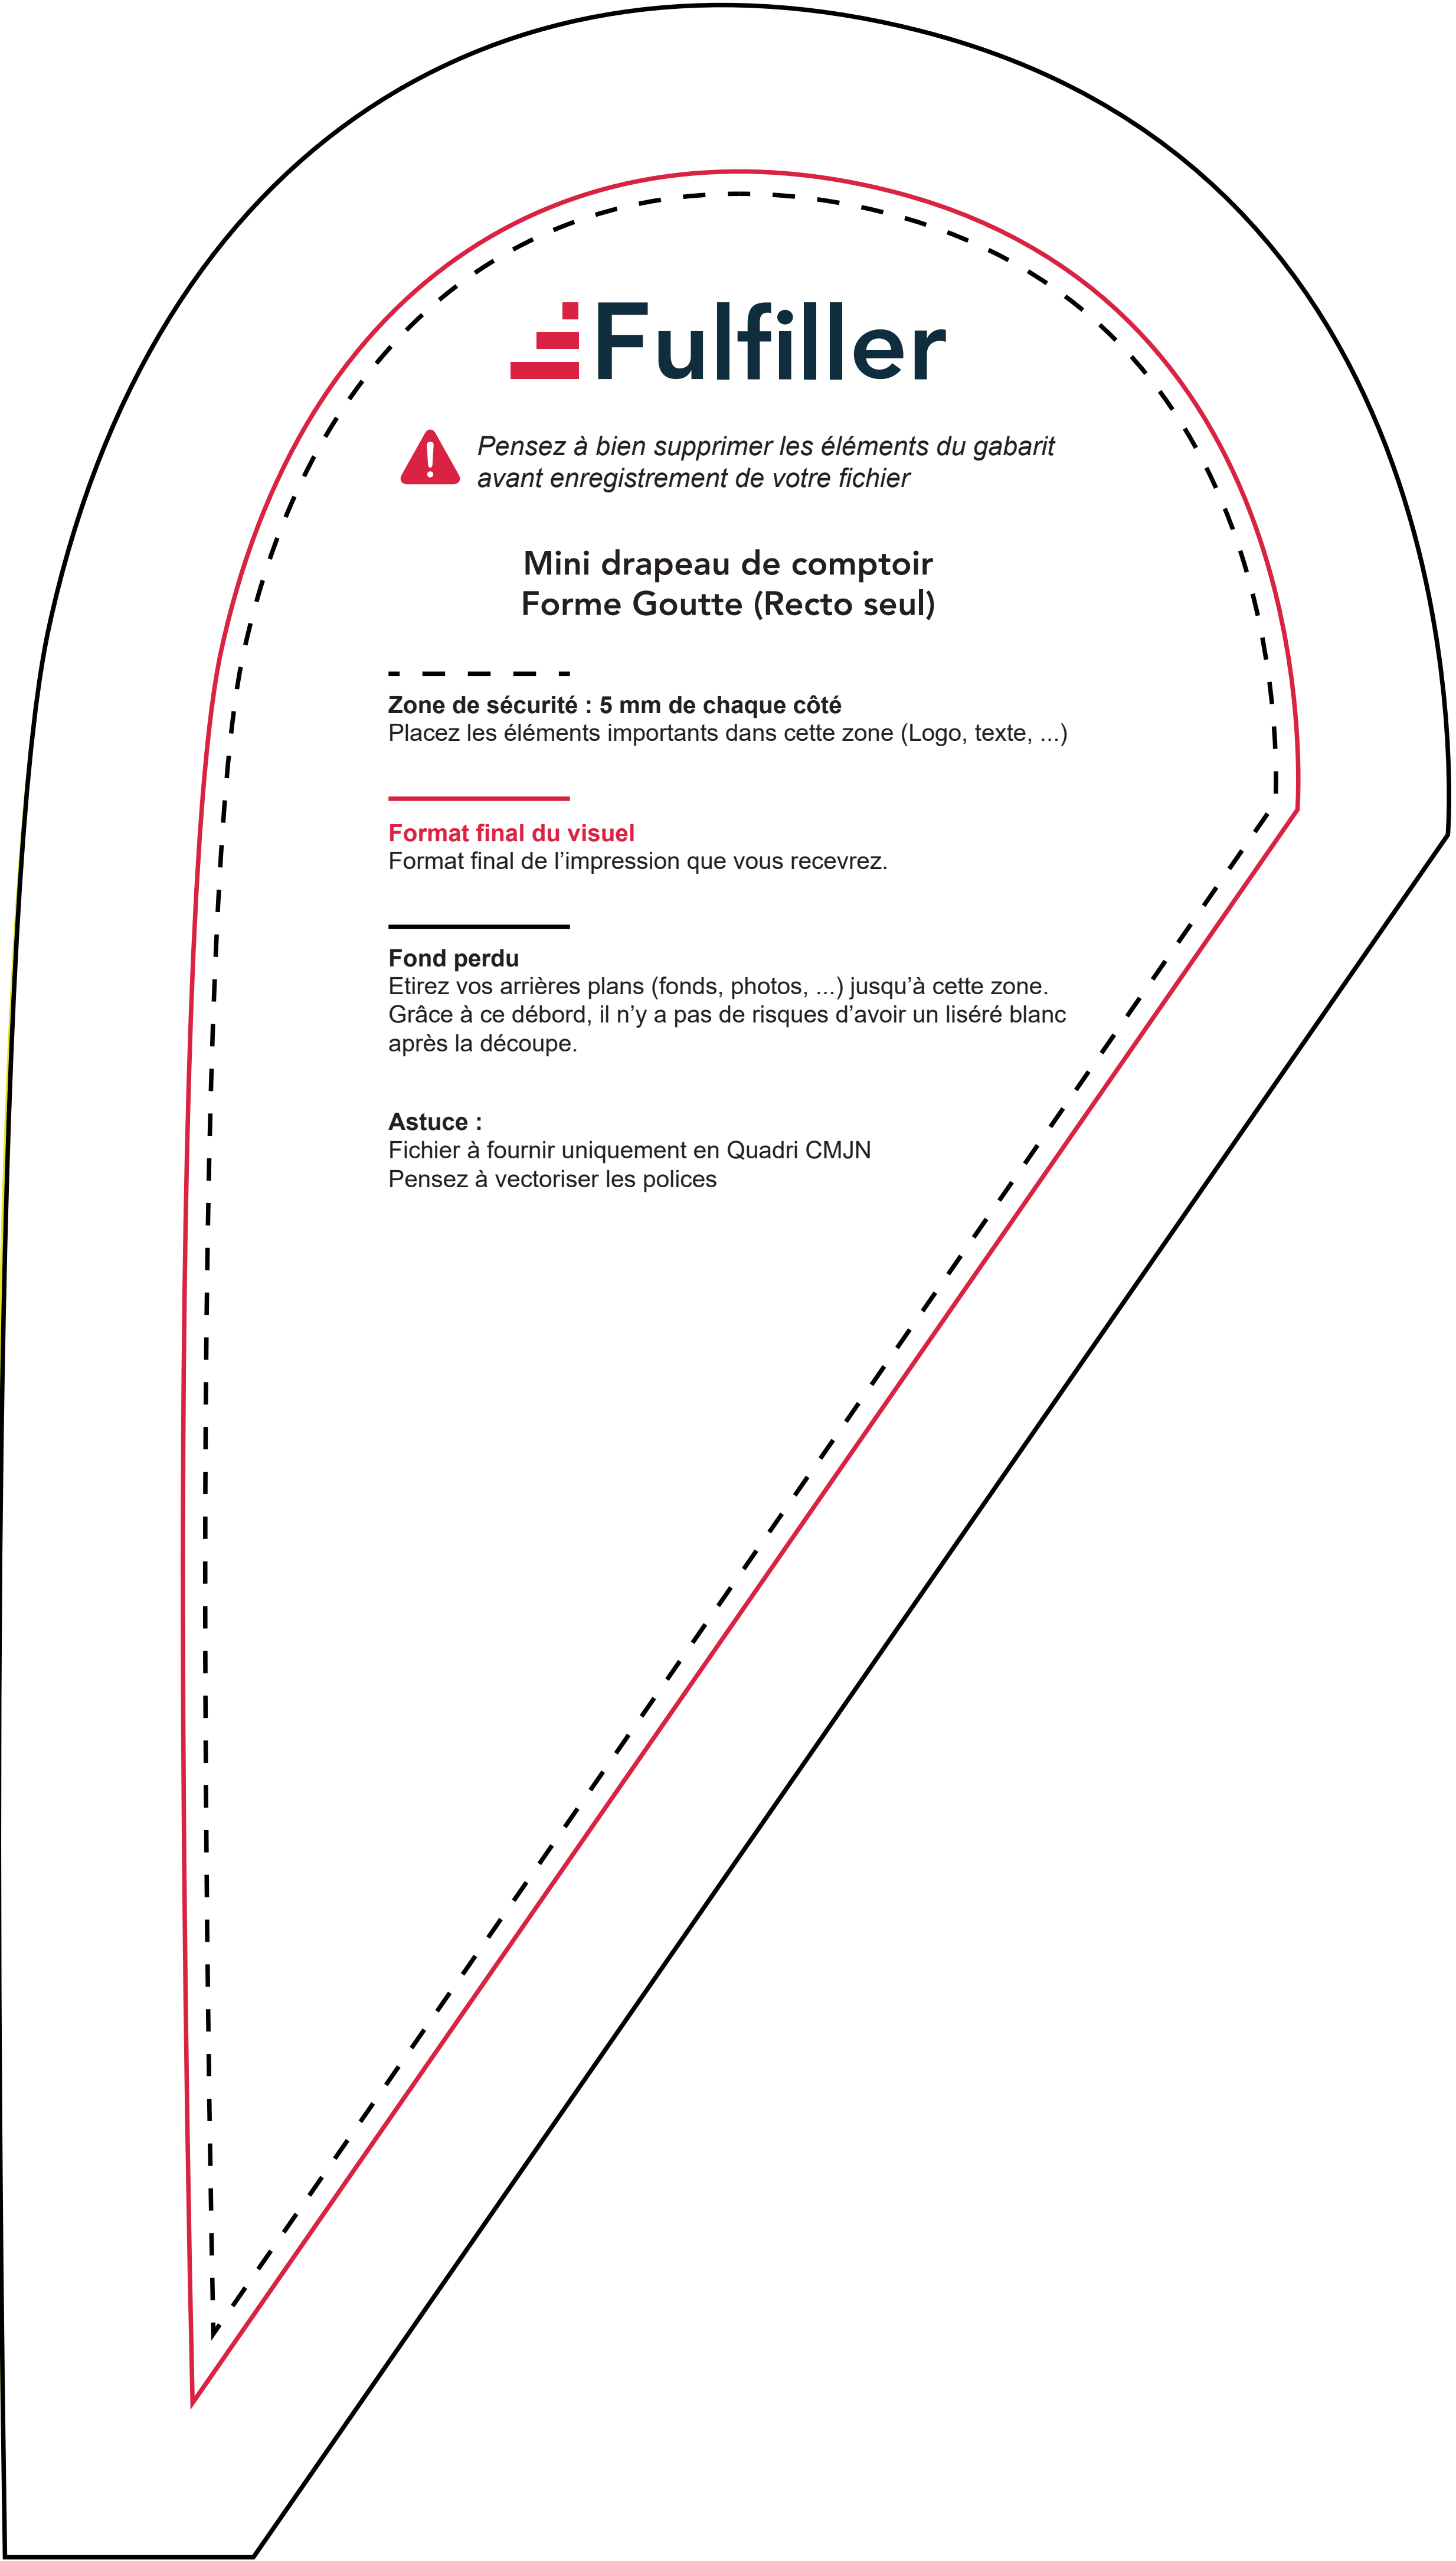 Fulfiller
Pensez à bien supprimer les éléments du gabarit
avant enregistrement de votre fichier
Mini drapeau de comptoir
Forme Goutte (Recto seul)
Zone de sécurité : 5 mm de chaque côté
Placez les éléments importants dans cette zone (Logo, texte, ...)
Format final du visuel
Format final de l’impression que vous recevrez.
Fond perdu
Etirez vos arrières plans (fonds, photos, ...) jusqu’à cette zone.
Grâce à ce débord, il n’y a pas de risques d’avoir un liséré blanc
après la découpe.
Astuce :
Fichier à fournir uniquement en Quadri CMJN
Pensez à vectoriser les polices